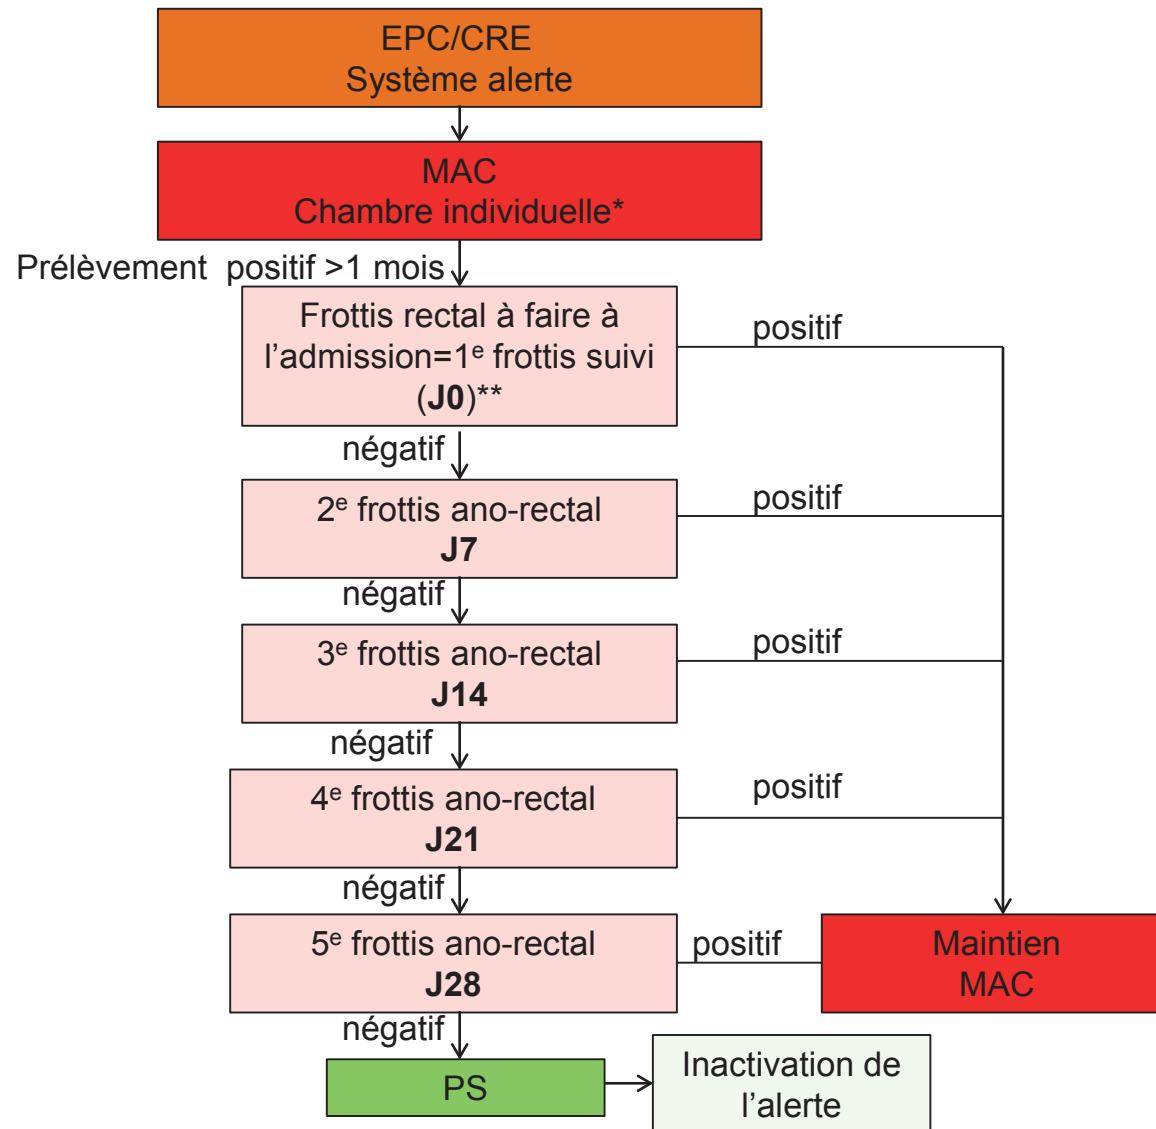 EPC/CRE
Système alerte
MAC
Chambre individuelle*
Prélèvement positif >1 mois
Frottis rectal à faire à
l’admission=1e frottis suivi
(J0)**
positif
négatif
2e frottis ano-rectal
J7
positif
négatif
3e frottis ano-rectal
J14
positif
négatif
4e frottis ano-rectal
J21
positif
négatif
5e frottis ano-rectal
J28
positif
Maintien
MAC
négatif
PS
Inactivation de
l’alerte